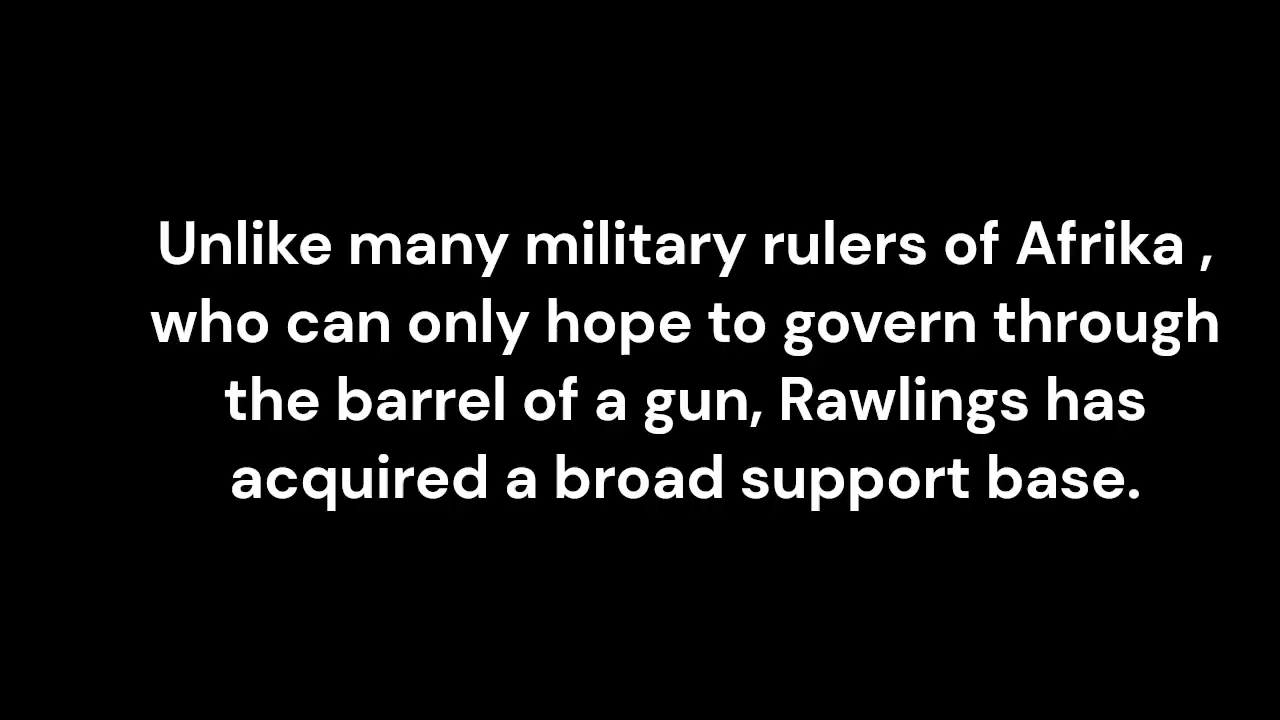 Unlike many military rulers of Afrika ,
who can only hope to govern through
the barrel of a gun, Rawlings has
acquired a broad support base.